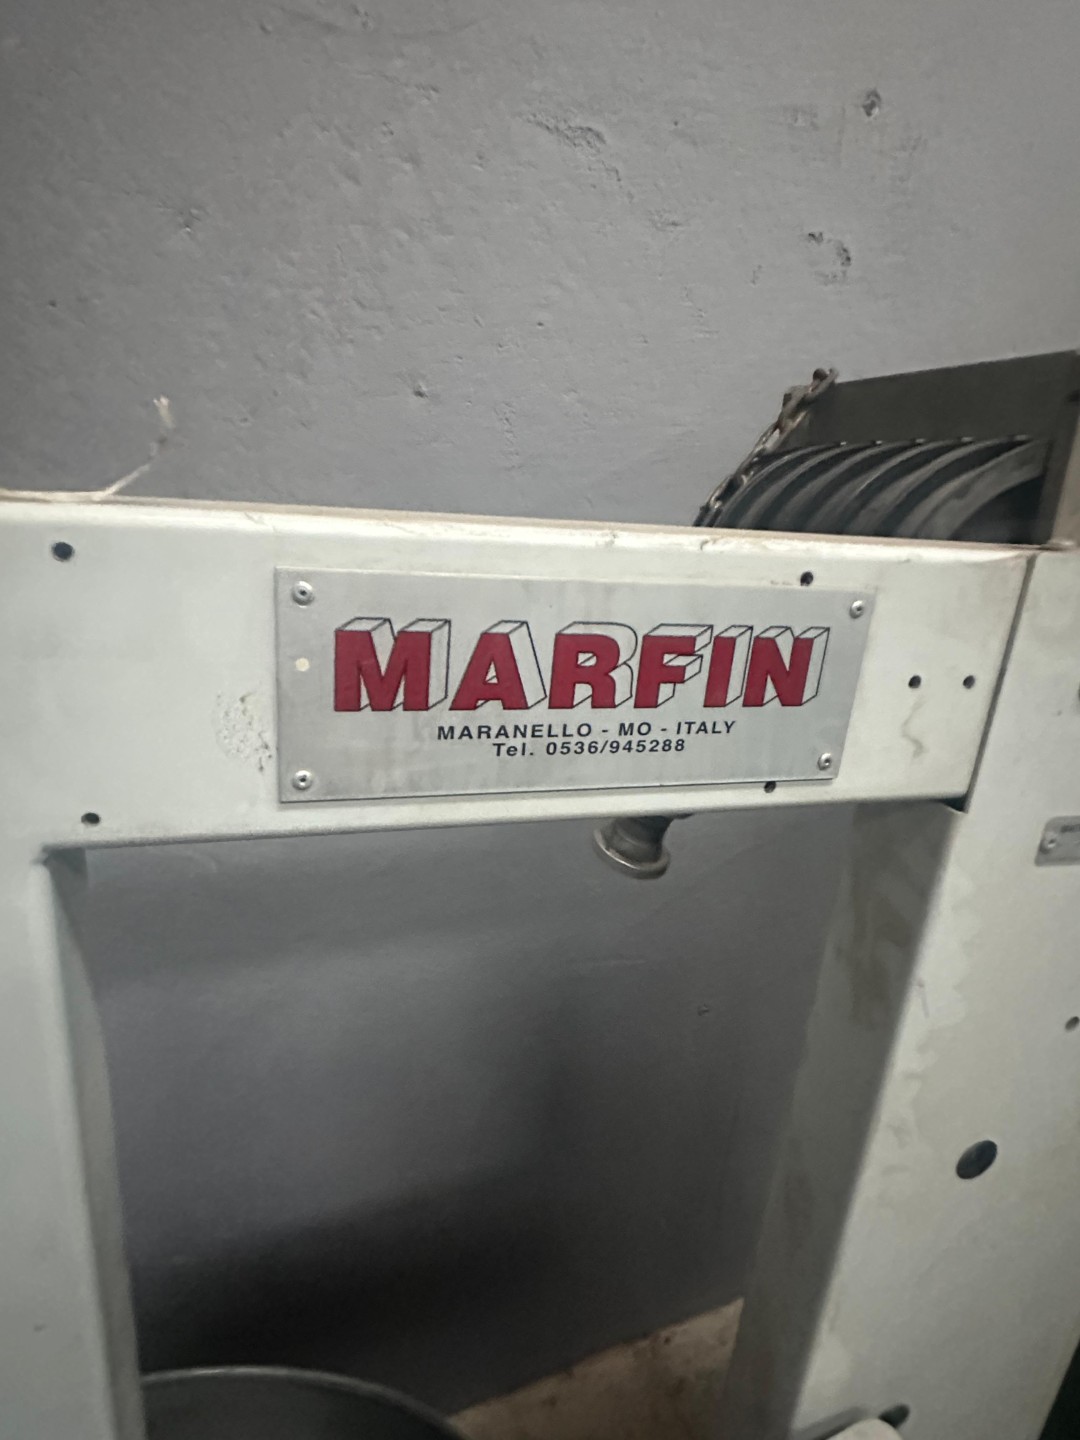 MARFIN
MARANELLO - MO - ITALY
Tel. 0536/945288